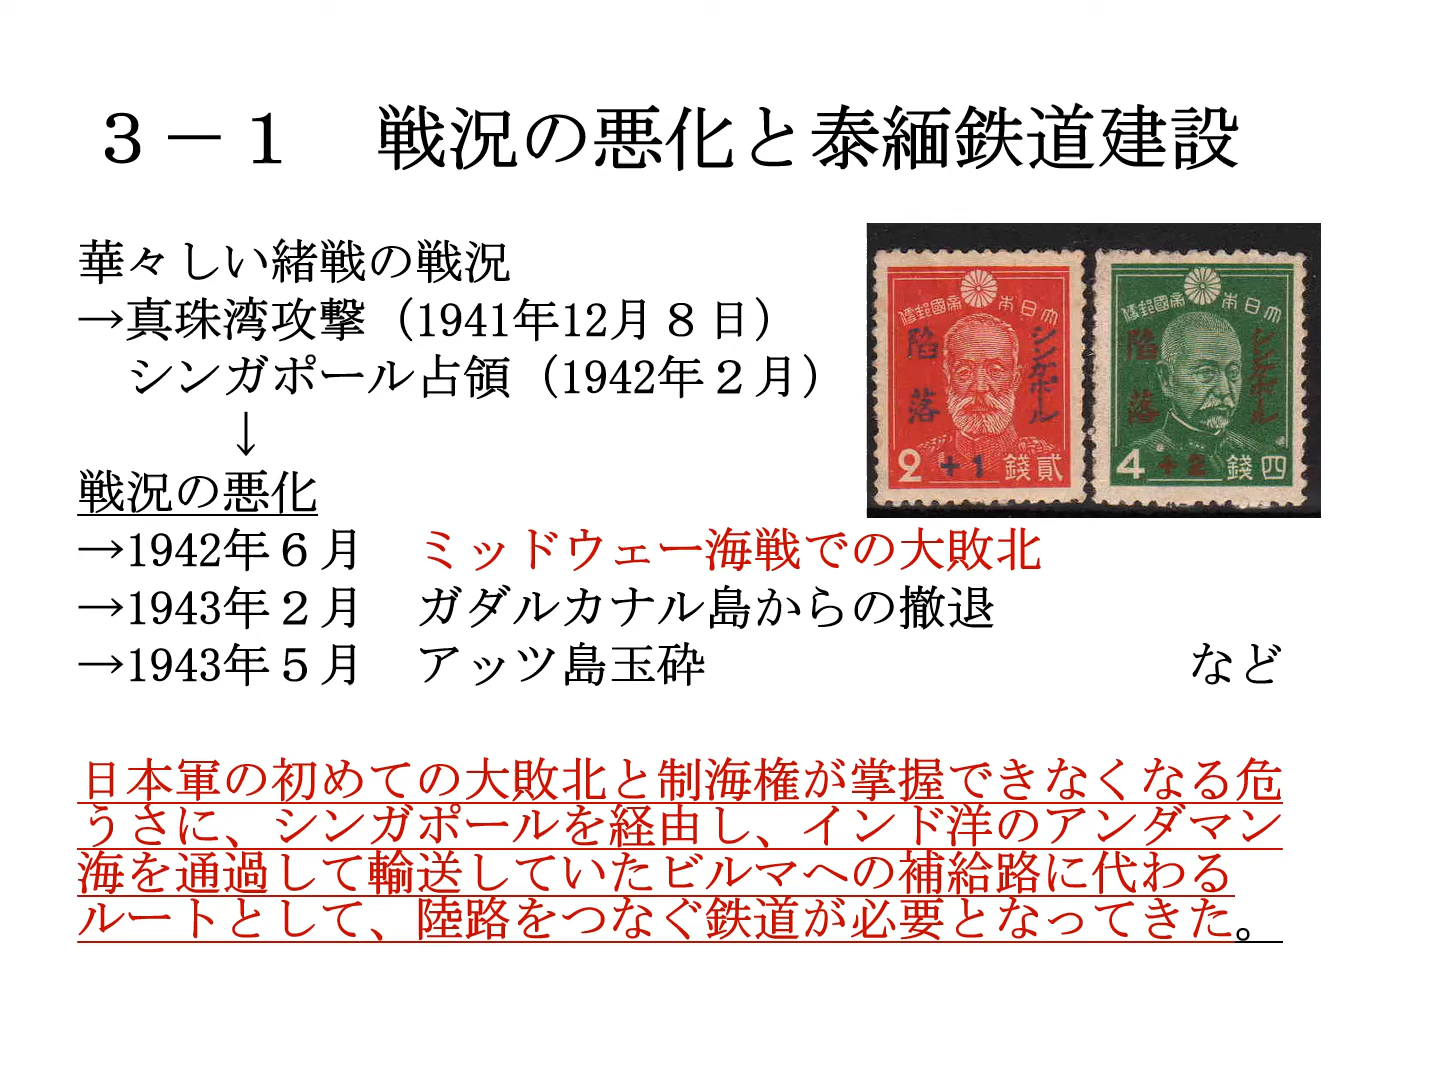 ３－１　戦況の悪化と泰緬鉄道建設
華々しい緒戦の戦況
→真珠湾攻撃（1941年12月８日）
シンガポール占領（1942年２月）
↓
戦況の悪化
→1942年６月　ミッドウェー海戦での大敗北
→1943年２月　ガダルカナル島からの撤退
→1943年５月　アッツ島玉砕　など
日本軍の初めての大敗北と制海権が掌握できなくなる危
うさに、シンガポールを経由し、インド洋のアンダマン
海を通過して輸送していたビルマへの補給路に代わる
ルートとして、陸路をつなぐ鉄道が必要となってきた。
便郵國帝本日大
シンガポール
陥落
2 +1 錢貳
便郵國帝本日大
シンガポール
陥落
4 +2 錢四